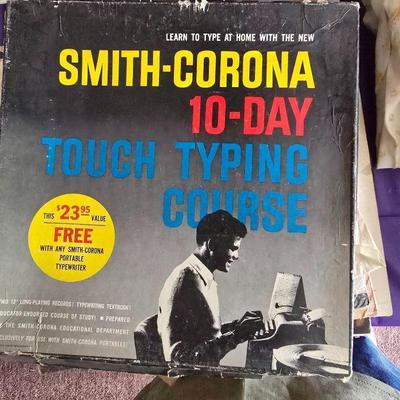 LEARN TO TYPE AT HOME WITH THE NEW
SMITH-CORONA
10-DAY
TOUCH TYPING
COURSE
THIS $23.95 VALUE
FREE
WITH ANY SMITH-CORONA
PORTABLE
TYPEWRITER
12" LONG-PLAYING RECORDS! TYPEWRITING TEXTBOOK!
COURSE OF STUDY! ■ PREPARED
THE SMITH-CORONA EDUCATIONAL DEPARTMENT
FOR USE WITH SMITH-CORONA PORTABLES!